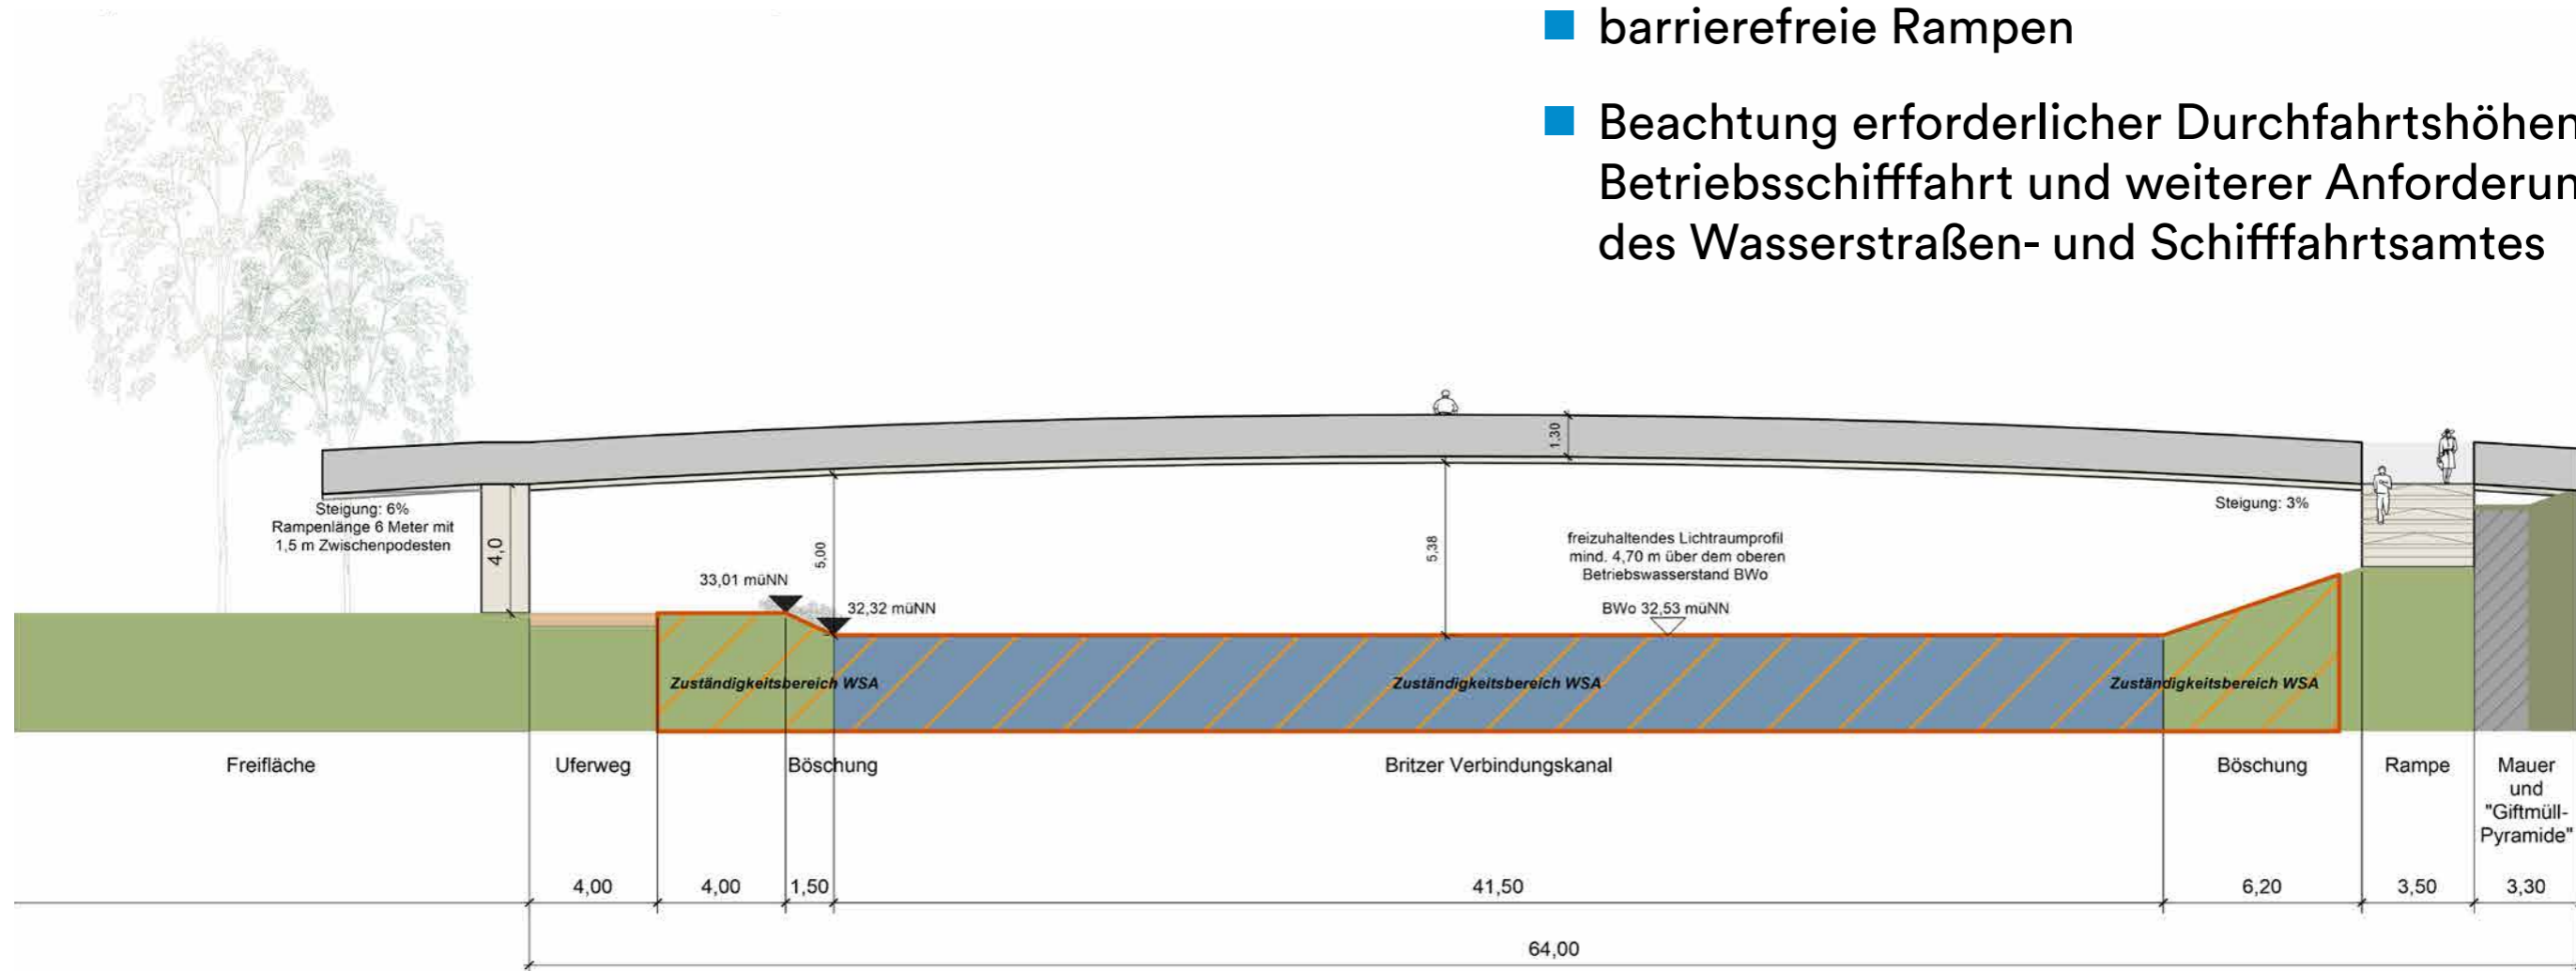 barrierefreie Rampen
Beachtung erforderlicher Durchfahrtshöhen
Betriebsschifffahrt und weiterer Anforderun
des Wasserstraßen- und Schifffahrtsamtes
1,30
Steigung: 6%
Rampenlänge 6 Meter mit
1,5 m Zwischenpodesten
4,0
5,00
5,38
Steigung: 3%
freizuhaltendes Lichtraumprofil
mind. 4,70 m über dem oberen
Betriebswasserstand BWo
33,01 müNN
32,32 müNN
BWo 32,53 müNN
Zuständigkeitsbereich WSA
Zuständigkeitsbereich WSA
Zuständigkeitsbereich WSA
Freifläche
Uferweg
Böschung
Britzer Verbindungskanal
Böschung
Rampe
Mauer
und
"Giftmüll-
Pyramide"
4,00
4,00
1,50
41,50
6,20
3,50
3,30
64,00